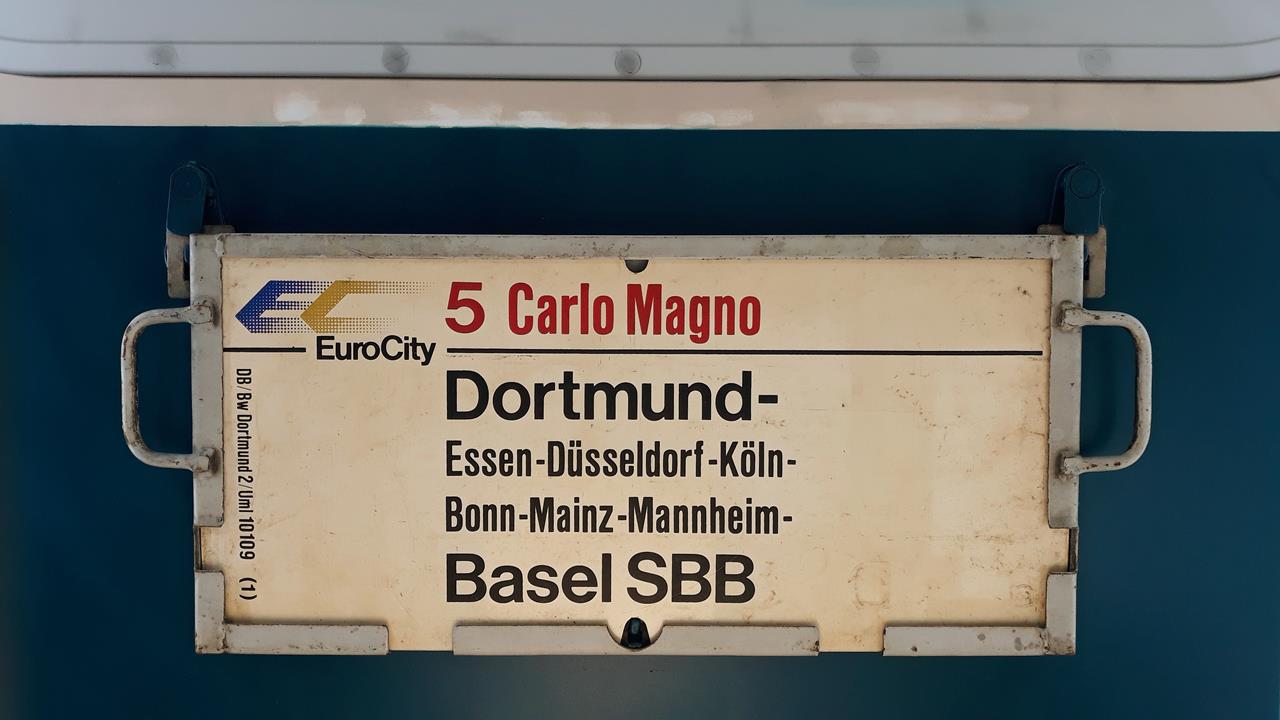 EC
5 Carlo Magno
EuroCity
Dortmund-
Essen-Düsseldorf-Köln-
Bonn-Mainz-Mannheim-
Basel SBB
DB/Bw Dortmund 2/Uml 10109 (1)